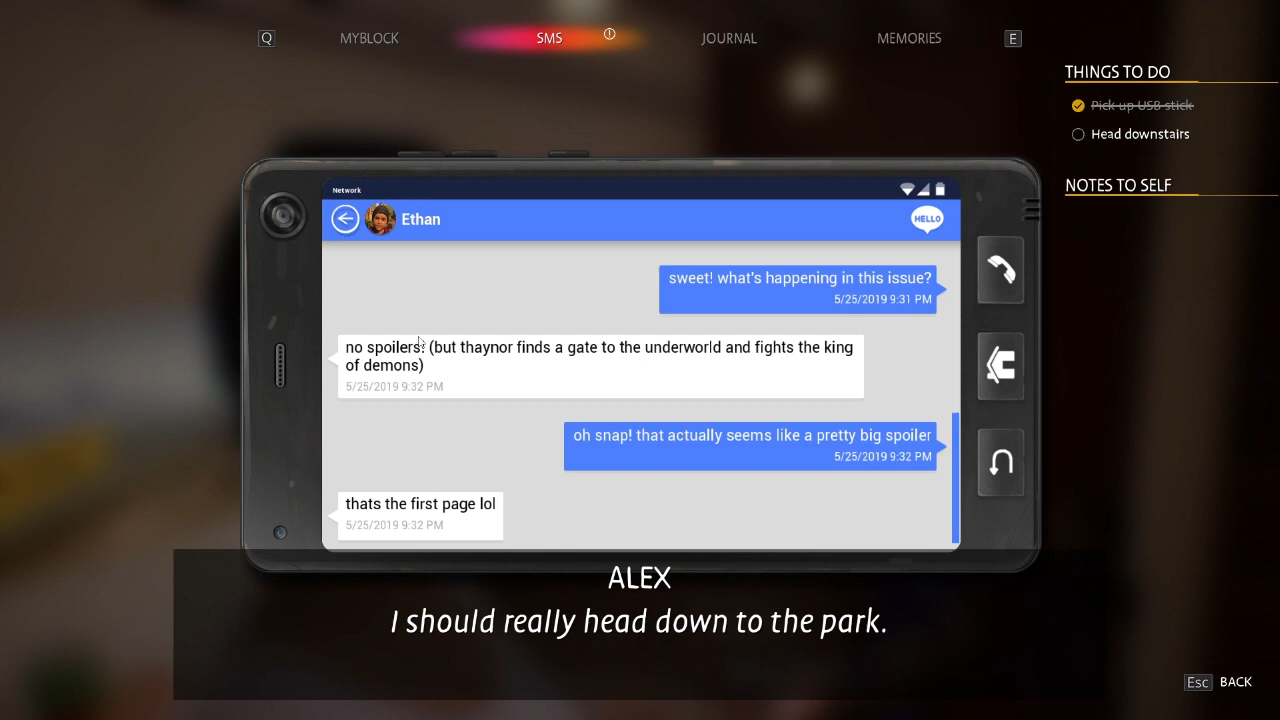 Q MYBLOCK SMS JOURNAL MEMORIES E
THINGS TO DO
Pick up USB stick
Head downstairs
NOTES TO SELF
Network
Ethan
HELLO
sweet! what's happening in this issue?
5/25/2019 9:31 PM
no spoilers! (but thaynor finds a gate to the underworld and fights the king
of demons)
5/25/2019 9:32 PM
oh snap! that actually seems like a pretty big spoiler
5/25/2019 9:32 PM
thats the first page lol
5/25/2019 9:32 PM
ALEX
I should really head down to the park.
Esc BACK